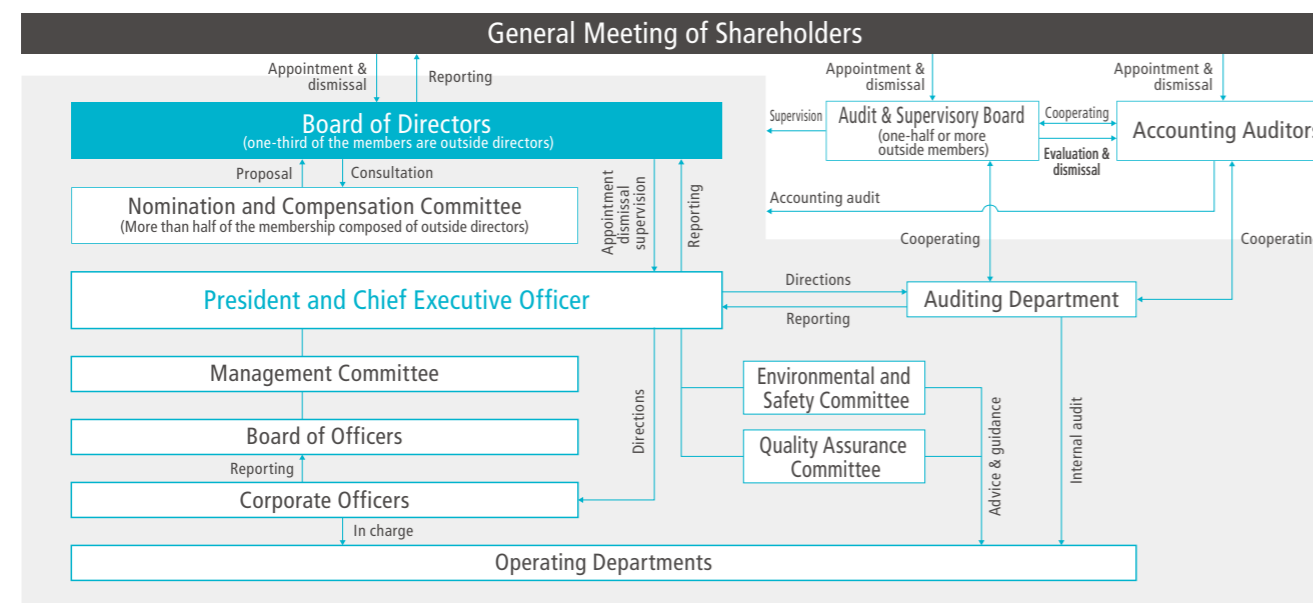 General Meeting of Shareholders
Appointment &
dismissal
Reporting
Appointment &
dismissal
Appointment &
dismissal
Board of Directors
(one-third of the members are outside directors)
Supervision
Audit & Supervisory Board
(one-half or more
outside members)
Cooperating
Evaluation &
dismissal
Accounting Auditors
Proposal
Consultation
Nomination and Compensation Committee
(More than half of the membership composed of outside directors)
Appointment
dismissal
supervision
Reporting
Accounting audit
Cooperating
Cooperatin
President and Chief Executive Officer
Directions
Reporting
Auditing Department
Management Committee
Board of Officers
Reporting
Corporate Officers
In charge
Directions
Environmental and
Safety Committee
Quality Assurance
Committee
Advice & guidance
Internal audit
Operating Departments